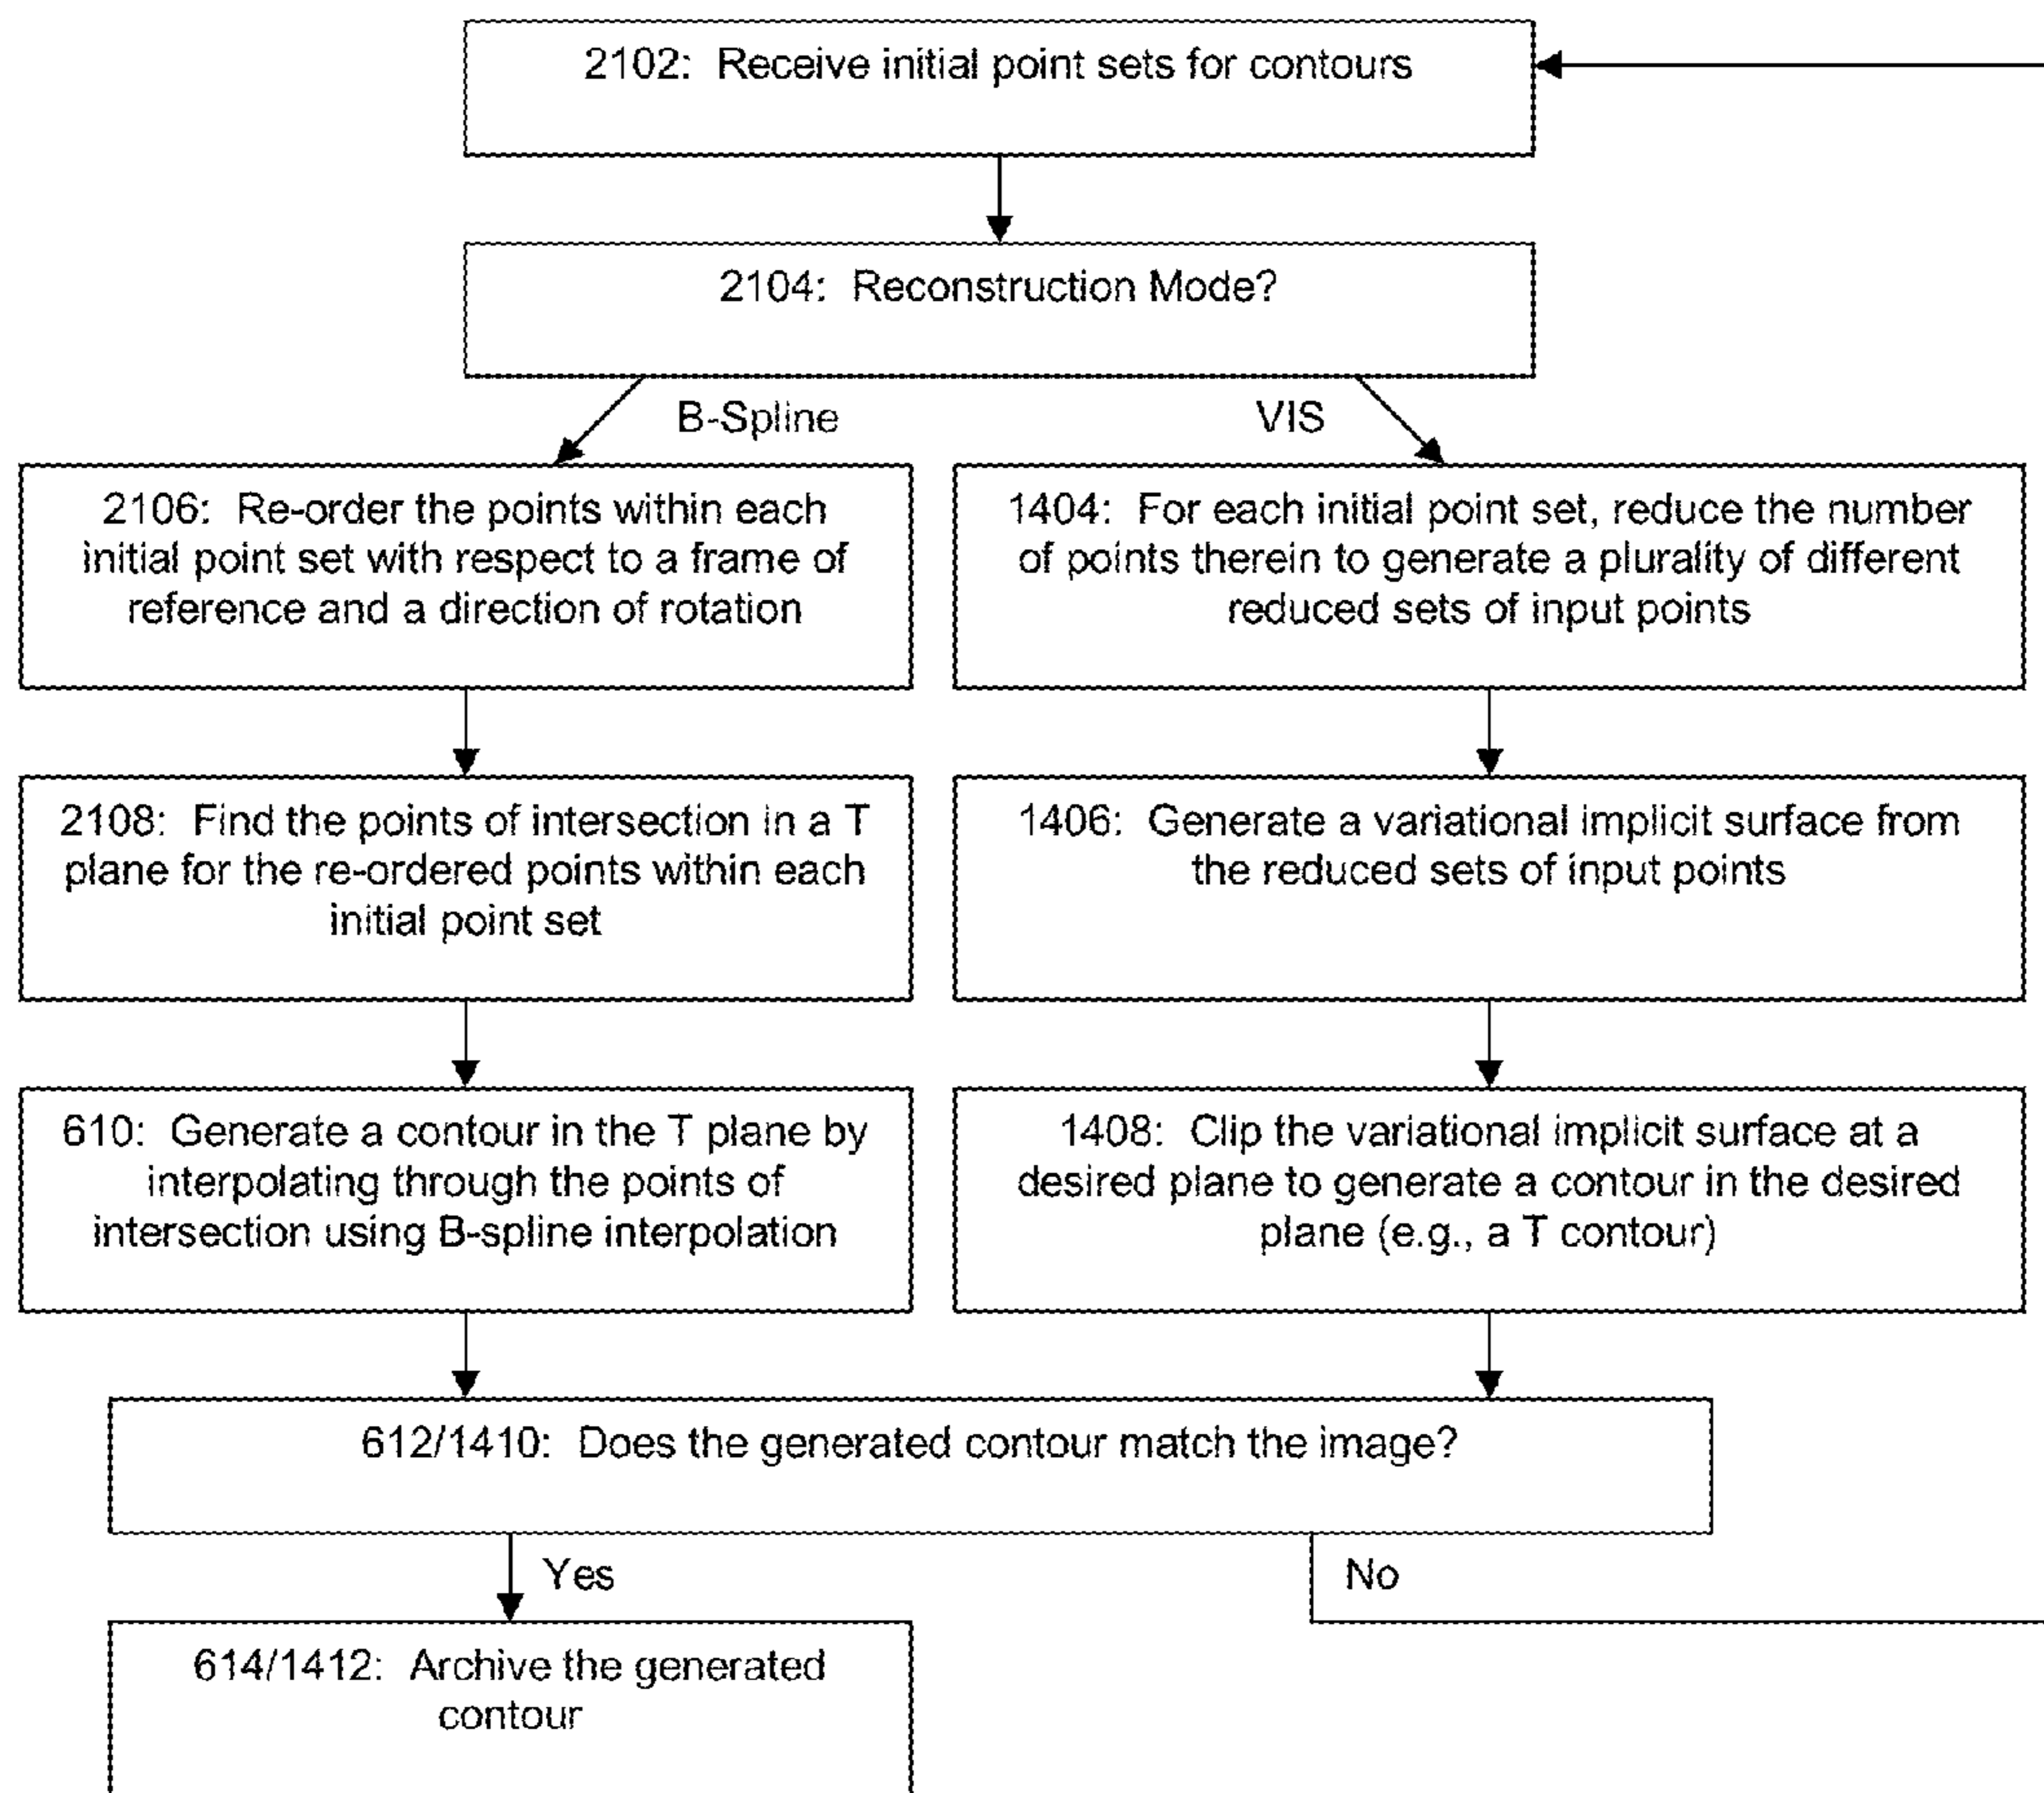 2102: Receive initial point sets for contours
2104: Reconstruction Mode?
B-Spline
VIS
2106: Re-order the points within each
initial point set with respect to a frame of
reference and a direction of rotation
1404: For each initial point set, reduce the number
of points therein to generate a plurality of different
reduced sets of input points
2108: Find the points of intersection in a T
plane for the re-ordered points within each
initial point set
1406: Generate a variational implicit surface from
the reduced sets of input points
610: Generate a contour in the T plane by
interpolating through the points of
intersection using B-spline interpolation
1408: Clip the variational implicit surface at a
desired plane to generate a contour in the desired
plane (e.g., a T contour)
612/1410: Does the generated contour match the image?
Yes
No
614/1412: Archive the generated
contour